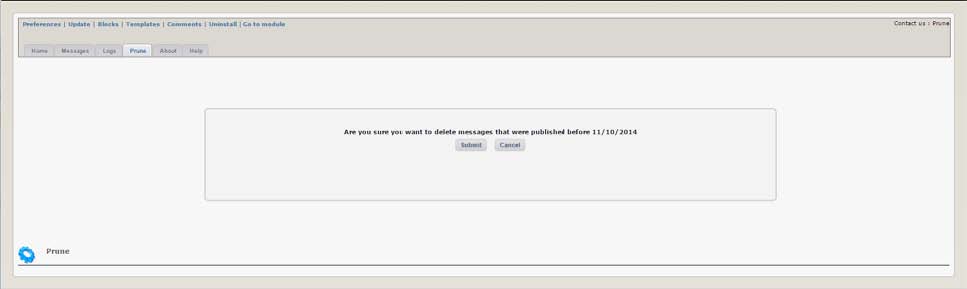 Preferences | Update | Blocks | Templates | Comments | Uninstall | Go to module
Contact us : Prune
Home Messages Logs Prune About Help
Are you sure you want to delete messages that were published before 11/10/2014
Submit Cancel
Prune